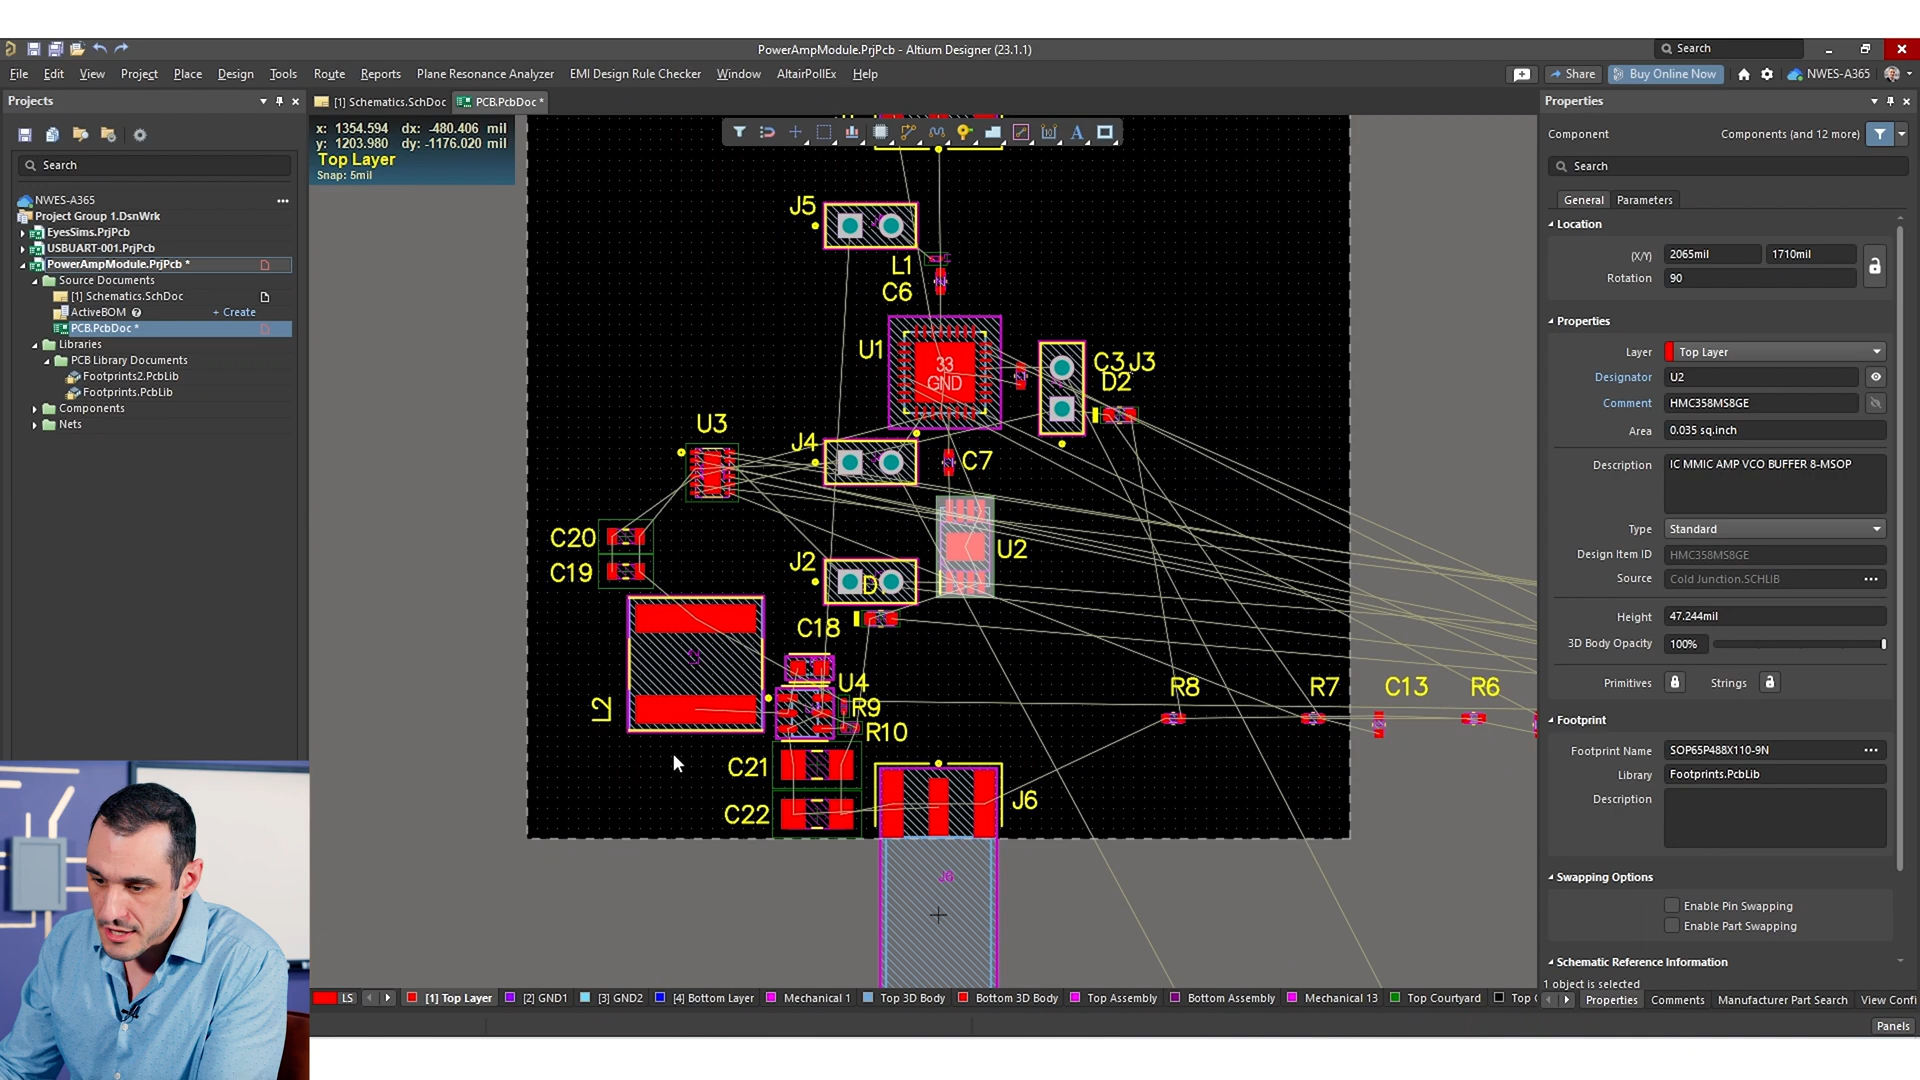 PowerAmpModule.PrjPcb - Altium Designer (23.1.1)
Search
File Edit View Project Place Design Tools Route Reports Plane Resonance Analyzer EMI Design Rule Checker Window AltairPollEx Help
Share
Buy Online Now
NWES-A365
Projects
[1] Schematics.SchDoc
PCB.PcbDoc *
Properties
Search
NWES-A365
Project Group 1.DsnWrk
EyesSims.PrjPcb
USBUART-001.PrjPcb
PowerAmpModule.PrjPcb *
Source Documents
[1] Schematics.SchDoc
ActiveBOM
+ Create
PCB.PcbDoc *
Libraries
PCB Library Documents
Footprints2.PcbLib
Footprints.PcbLib
Components
Nets
x: 1354.594 dx: -480.406 mil
y: 1203.980 dy: -1176.020 mil
Top Layer
Snap: 5mil
J5
L1
C6
U1
33
GND
C3
J3
D2
U3
J4
C7
C20
C19
J2
D
U2
C18
L2
U4
R9
R10
R8
R7
C13
R6
C21
C22
J6
J6
Component
Components (and 12 more)
Search
General
Parameters
Location
(X/Y) 2065mil 1710mil
Rotation 90
Properties
Layer Top Layer
Designator U2
Comment HMC358MS8GE
Area 0.035 sq.inch
Description IC MMIC AMP VCO BUFFER 8-MSOP
Type Standard
Design Item ID HMC358MS8GE
Source Cold Junction.SCHLIB
Height 47.244mil
3D Body Opacity 100%
Primitives Strings
Footprint
Footprint Name SOP65P488X110-9N
Library Footprints.PcbLib
Description
Swapping Options
Enable Pin Swapping
Enable Part Swapping
Schematic Reference Information
1 object is selected
LS
[1] Top Layer
[2] GND1
[3] GND2
[4] Bottom Layer
Mechanical 1
Top 3D Body
Bottom 3D Body
Top Assembly
Bottom Assembly
Mechanical 13
Top Courtyard
Properties Comments Manufacturer Part Search View Confi
Panels